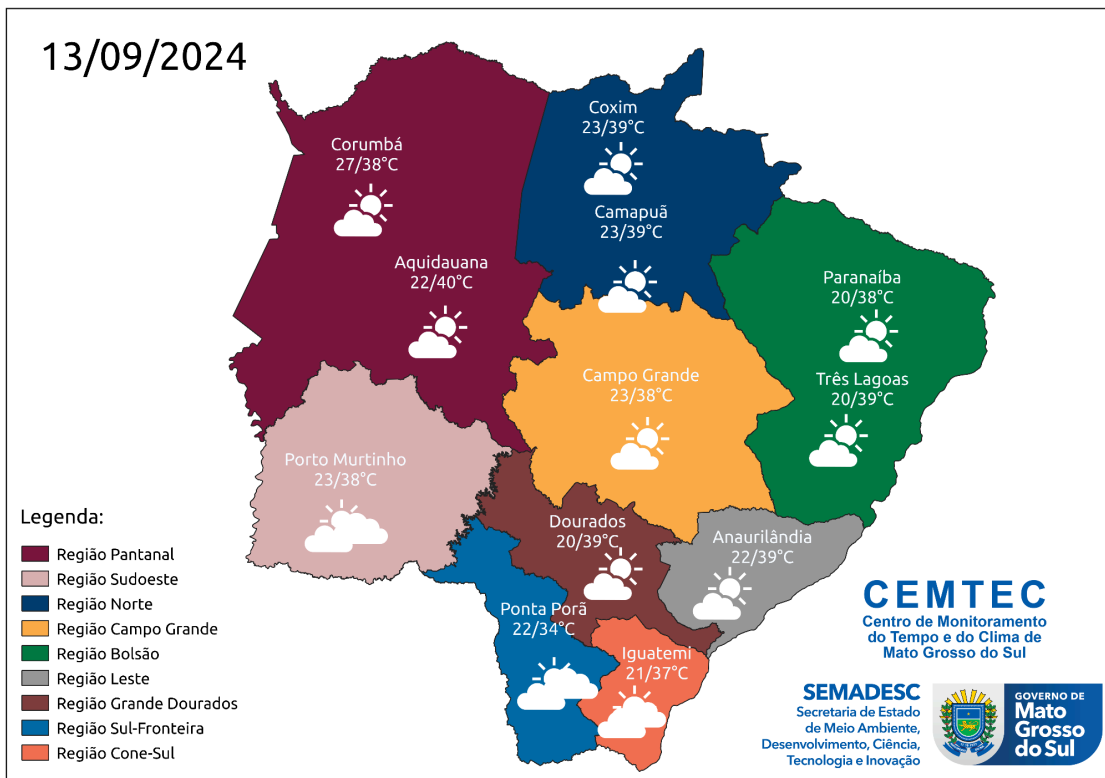 13/09/2024
Coxim
23/39°C
Corumbá
27/38°C
Camapuã
23/39°C
Aquidauana
22/40°C
Paranaíba
20/38°C
Campo Grande
23/38°C
Três Lagoas
20/39°C
Porto Murtinho
23/38°C
Dourados
20/39°C
Anaurilândia
22/39°C
Ponta Porã
22/34°C
Iguatemi
21/37°C
Legenda:
Região Pantanal
Região Sudoeste
Região Norte
Região Campo Grande
Região Bolsão
Região Leste
Região Grande Dourados
Região Sul-Fronteira
Região Cone-Sul
CEMTEC
Centro de Monitoramento
do Tempo e do Clima de
Mato Grosso do Sul
SEMADESC
Secretaria de Estado
de Meio Ambiente,
Desenvolvimento, Ciência,
Tecnologia e Inovação
GOVERNO DE
Mato
Grosso
do Sul